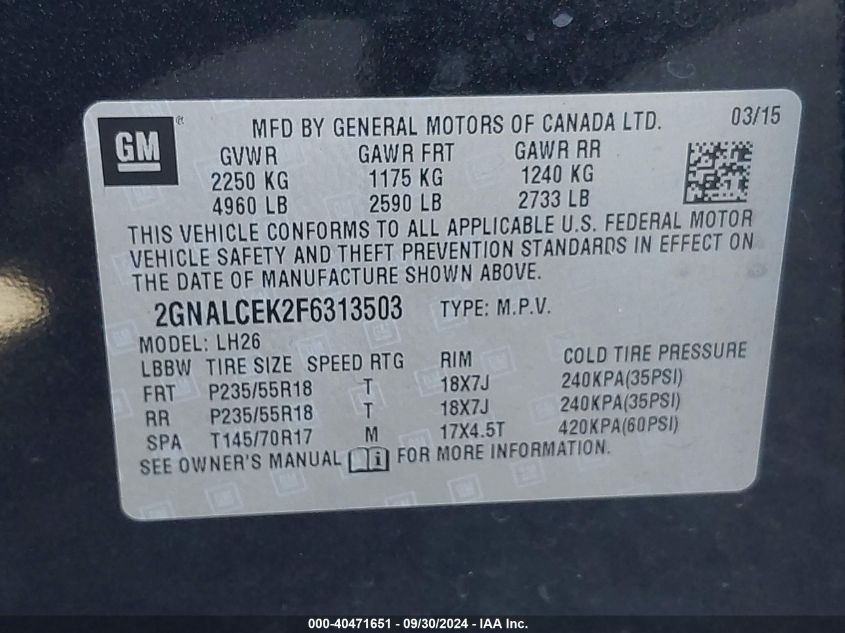 GM ® MFD BY GENERAL MOTORS OF CANADA LTD. 03/15
GVWR GAWR FRT GAWR RR
2250 KG 1175 KG 1240 KG
4960 LB 2590 LB 2733 LB
THIS VEHICLE CONFORMS TO ALL APPLICABLE U.S. FEDERAL MOTOR
VEHICLE SAFETY AND THEFT PREVENTION STANDARDS IN EFFECT ON
THE DATE OF MANUFACTURE SHOWN ABOVE.
2GNALCEK2F6313503 TYPE: M.P.V.
MODEL: LH26
LBBW TIRE SIZE SPEED RTG RIM COLD TIRE PRESSURE
FRT P235/55R18 T 18X7J 240KPA(35PSI)
RR P235/55R18 T 18X7J 240KPA(35PSI)
SPA T145/70R17 M 17X4.5T 420KPA(60PSI)
SEE OWNER'S MANUAL i FOR MORE INFORMATION.
000-40471651 - 09/30/2024 - IAA Inc.